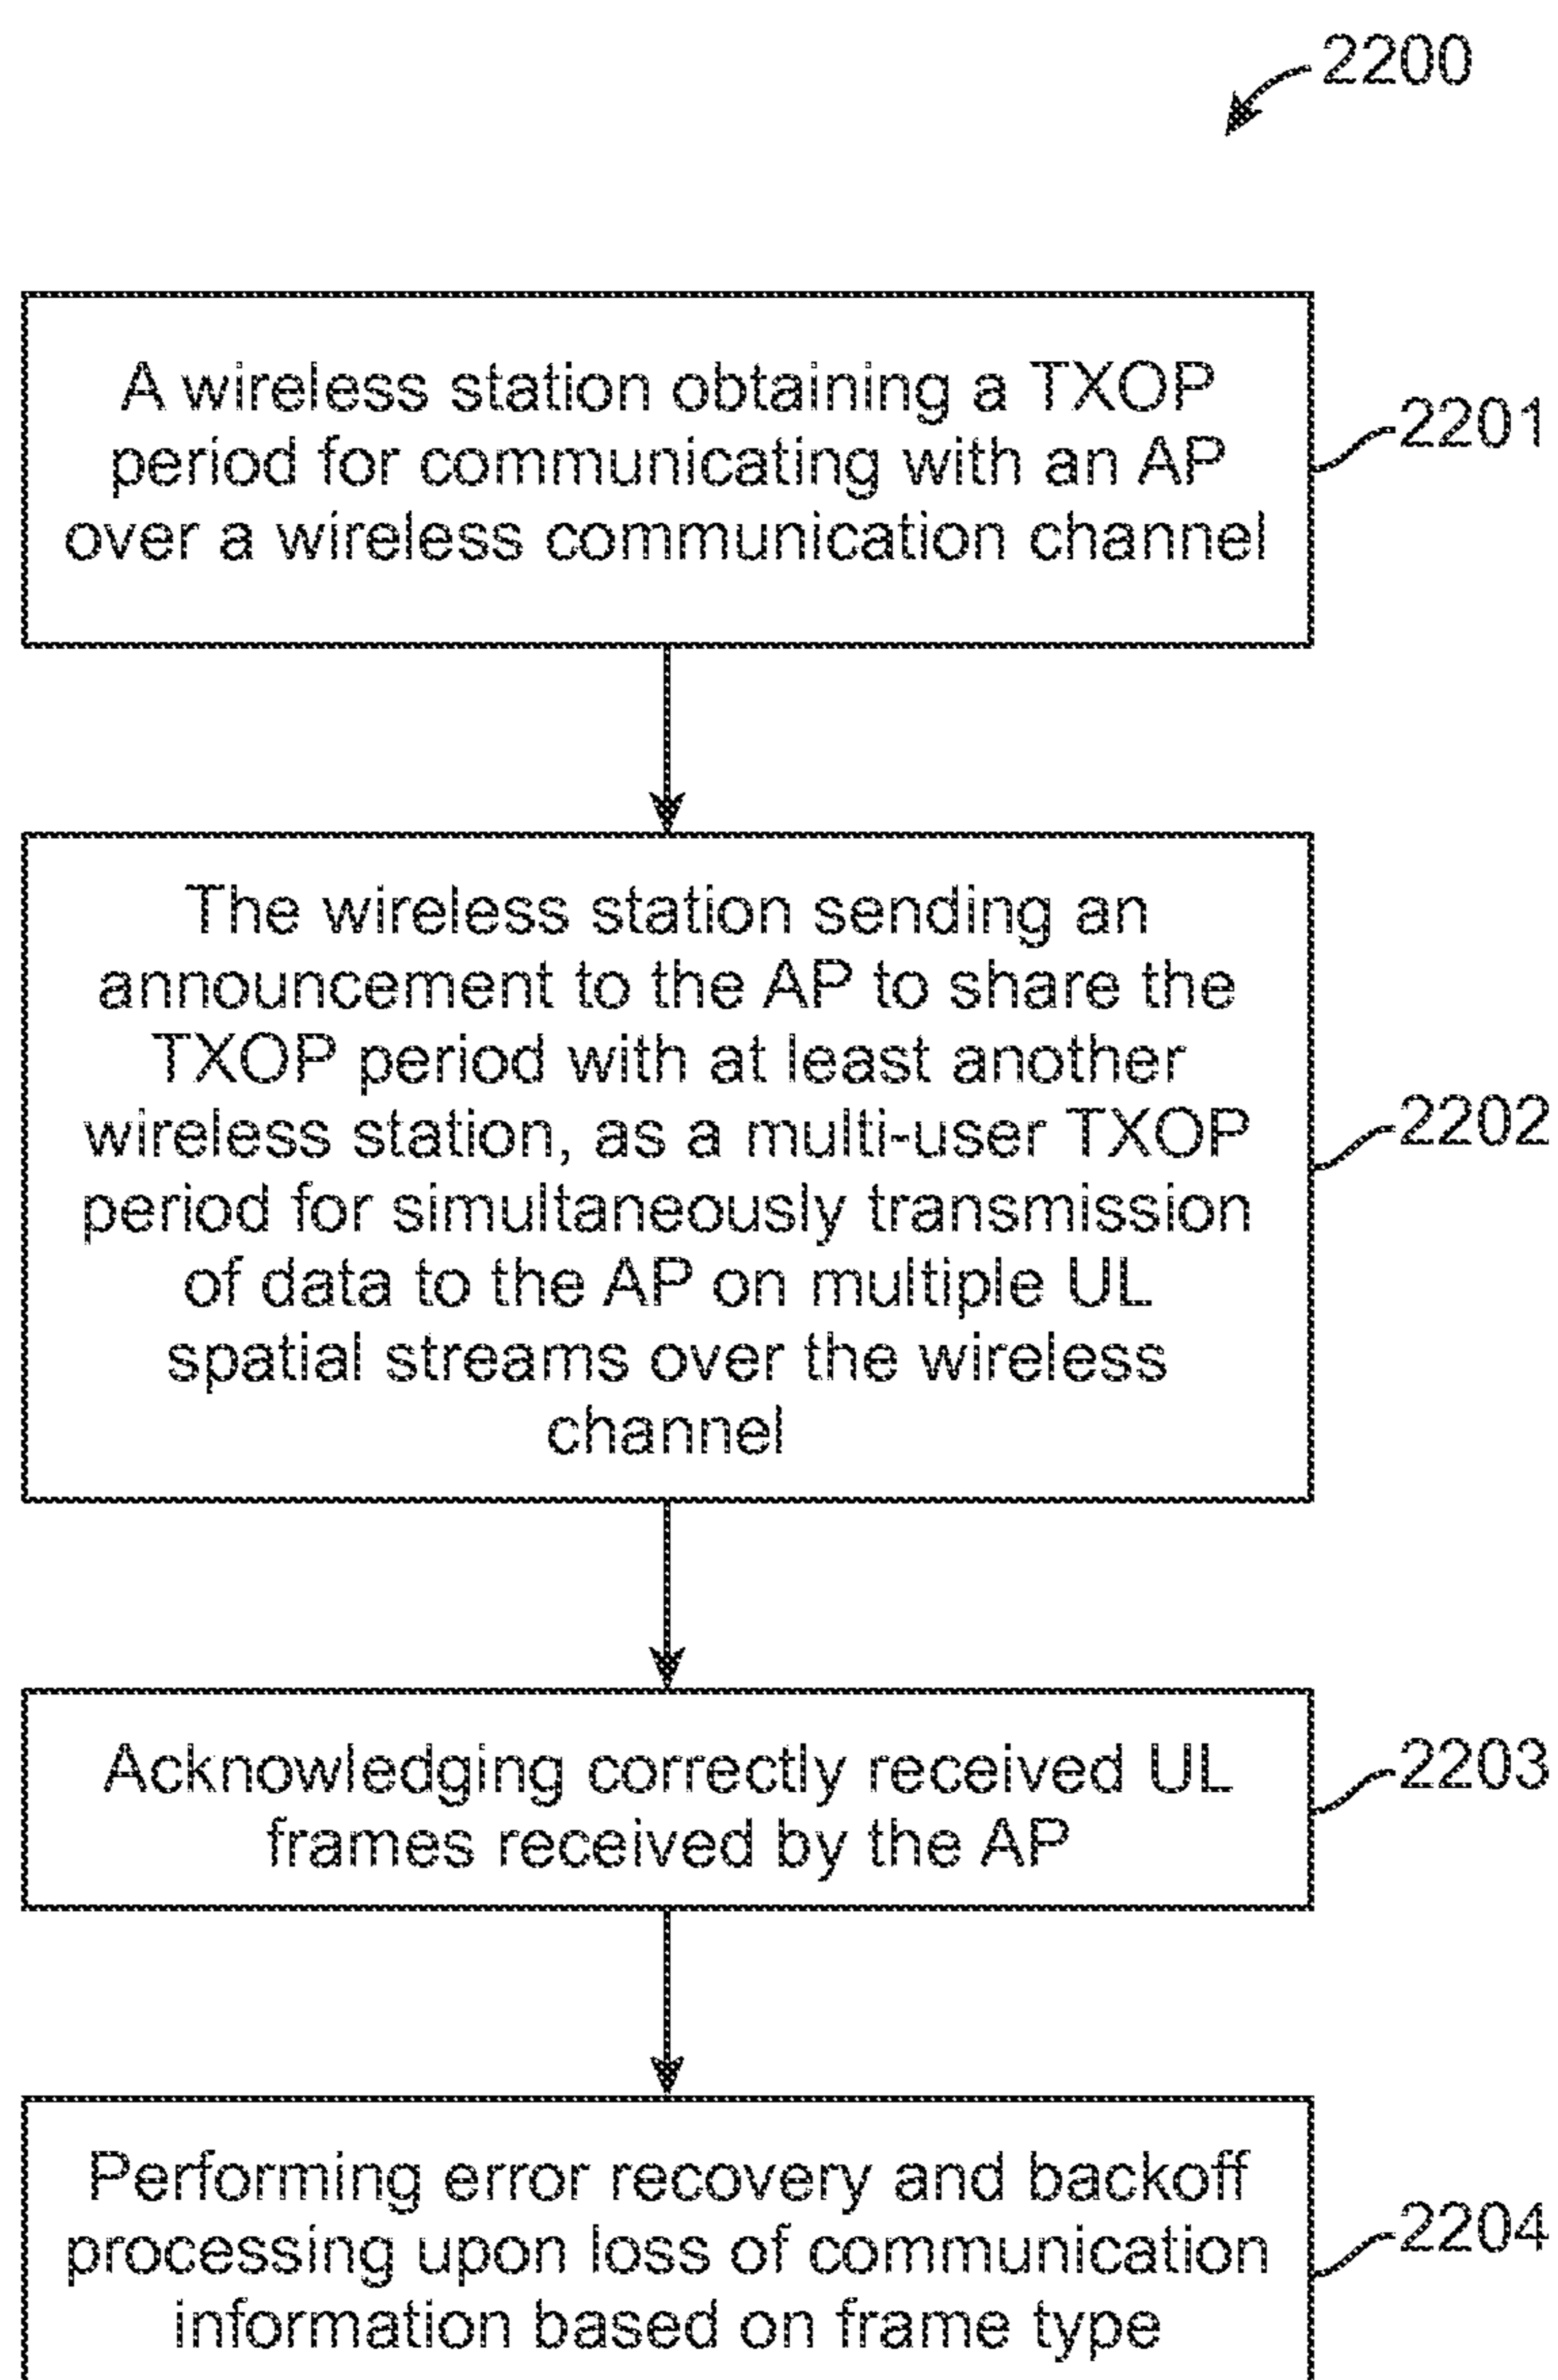 2200
A wireless station obtaining a TXOP
period for communicating with an AP
over a wireless communication channel
2201
The wireless station sending an
announcement to the AP to share the
TXOP period with at least another
wireless station, as a multi-user TXOP
period for simultaneously transmission
of data to the AP on multiple UL
spatial streams over the wireless
channel
2202
Acknowledging correctly received UL
frames received by the AP
2203
Performing error recovery and backoff
processing upon loss of communication
information based on frame type
2204